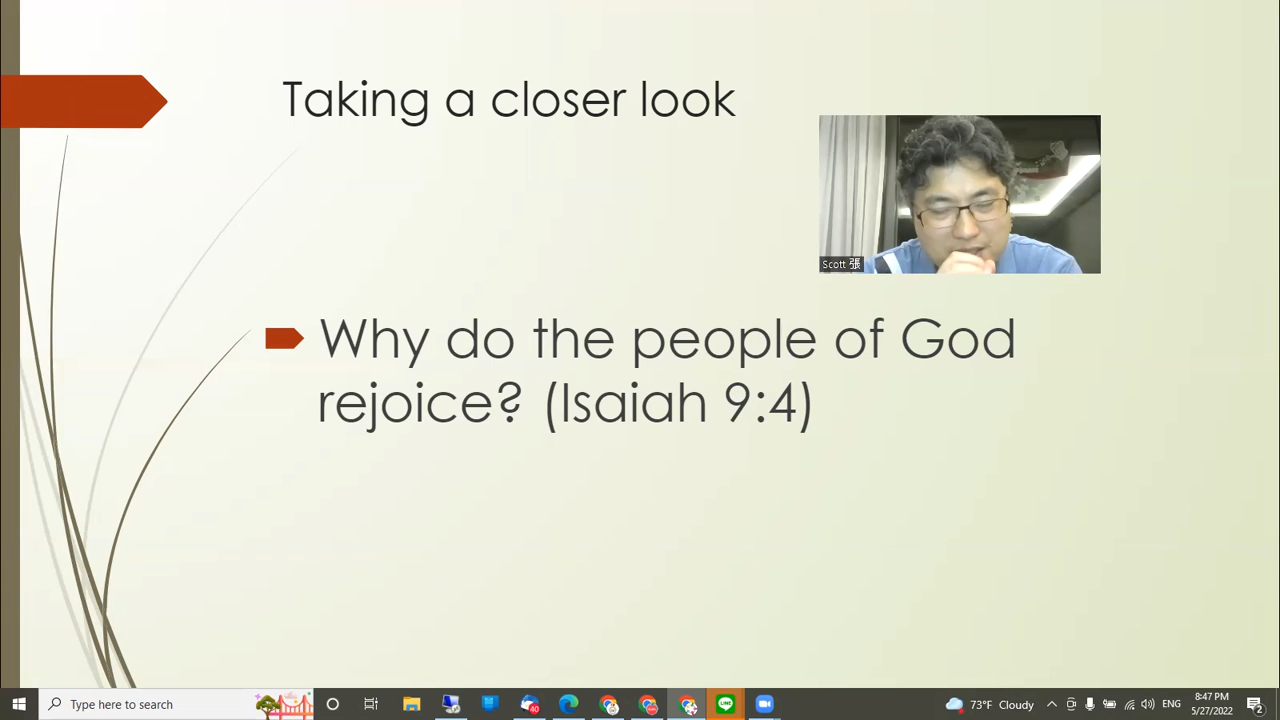 Taking a closer look
Scott 張
Why do the people of God
rejoice? (Isaiah 9:4)
Type here to search
40
LINE
73°F Cloudy
ENG
8:47 PM
5/27/2022
2